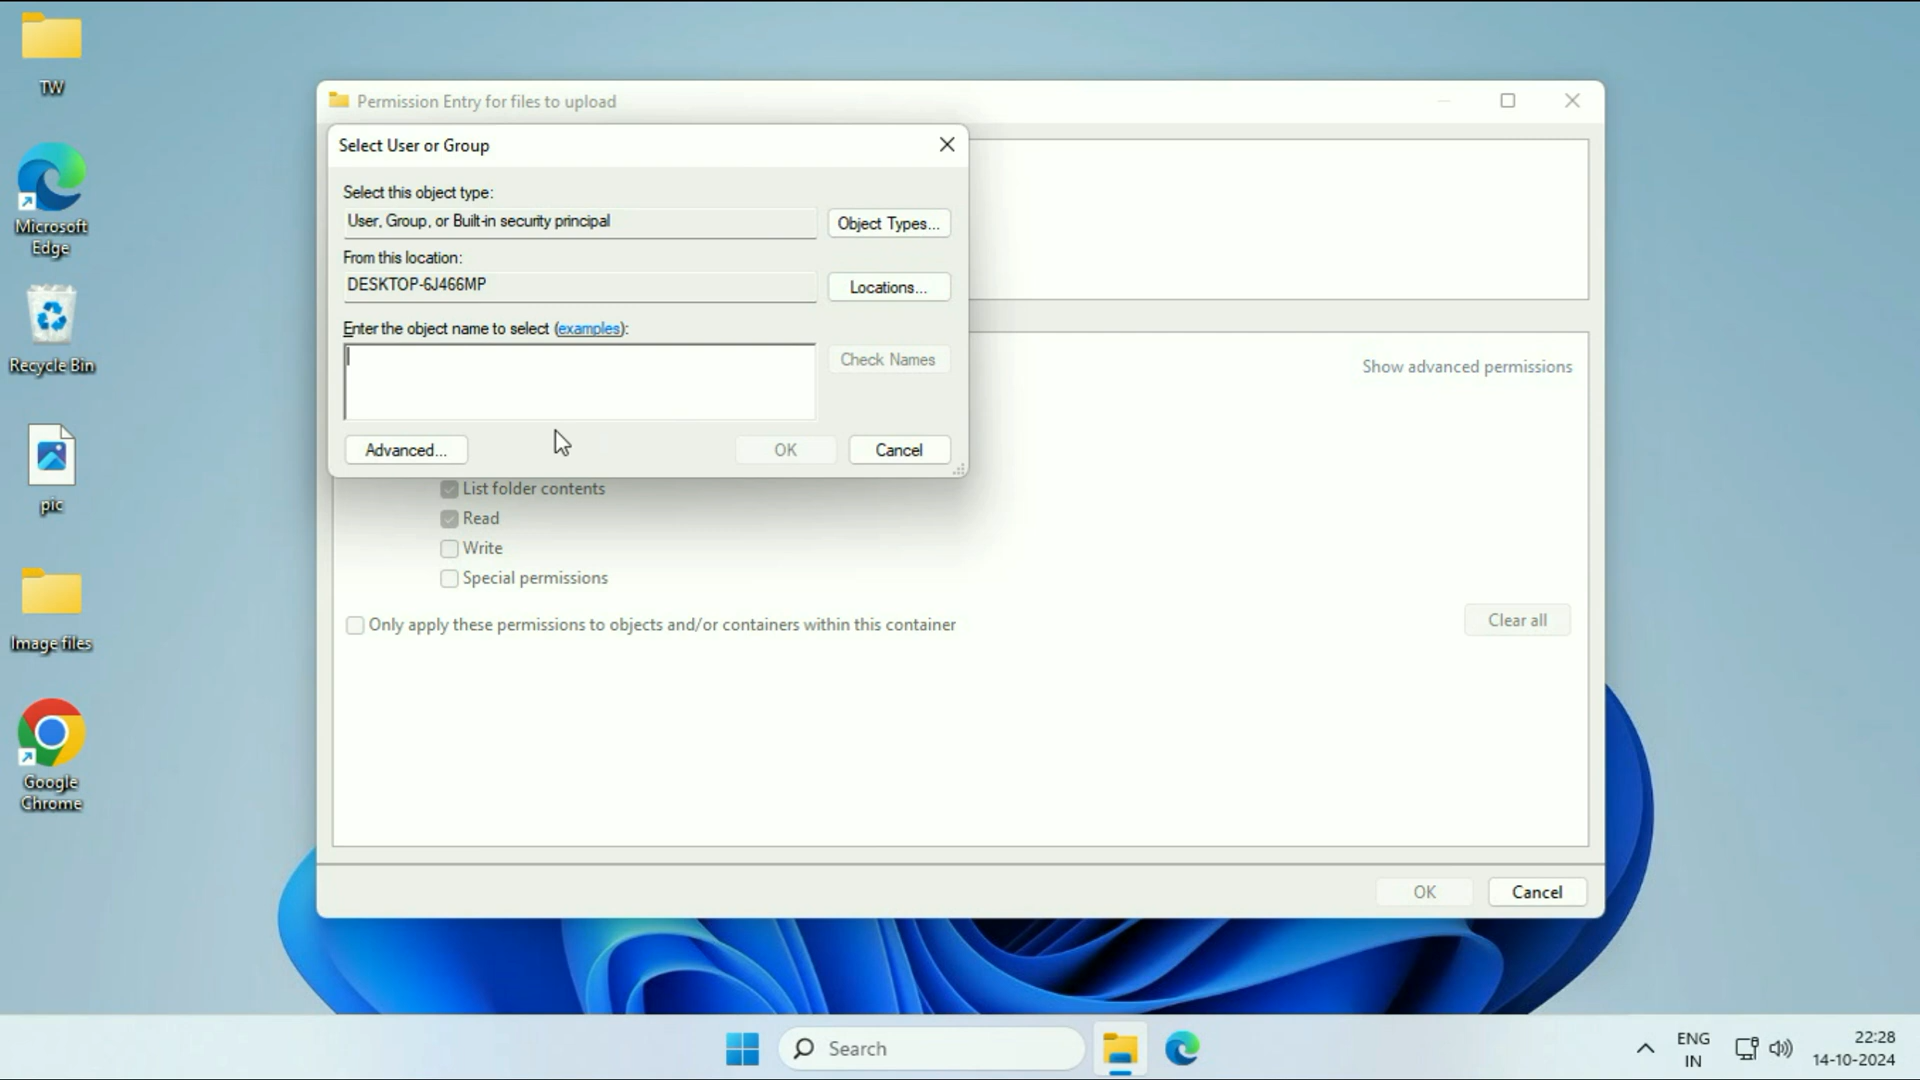 TW
Microsoft
Edge
Recycle Bin
pic
Image files
Google
Chrome
Permission Entry for files to upload
Select User or Group
Select this object type:
User, Group, or Built-in security principal
Object Types...
From this location:
DESKTOP-6J466MP
Locations...
Enter the object name to select (examples):
Check Names
Advanced...
OK
Cancel
Show advanced permissions
List folder contents
Read
Write
Special permissions
Only apply these permissions to objects and/or containers within this container
Clear all
OK
Cancel
Search
ENG
IN
22:28
14-10-2024